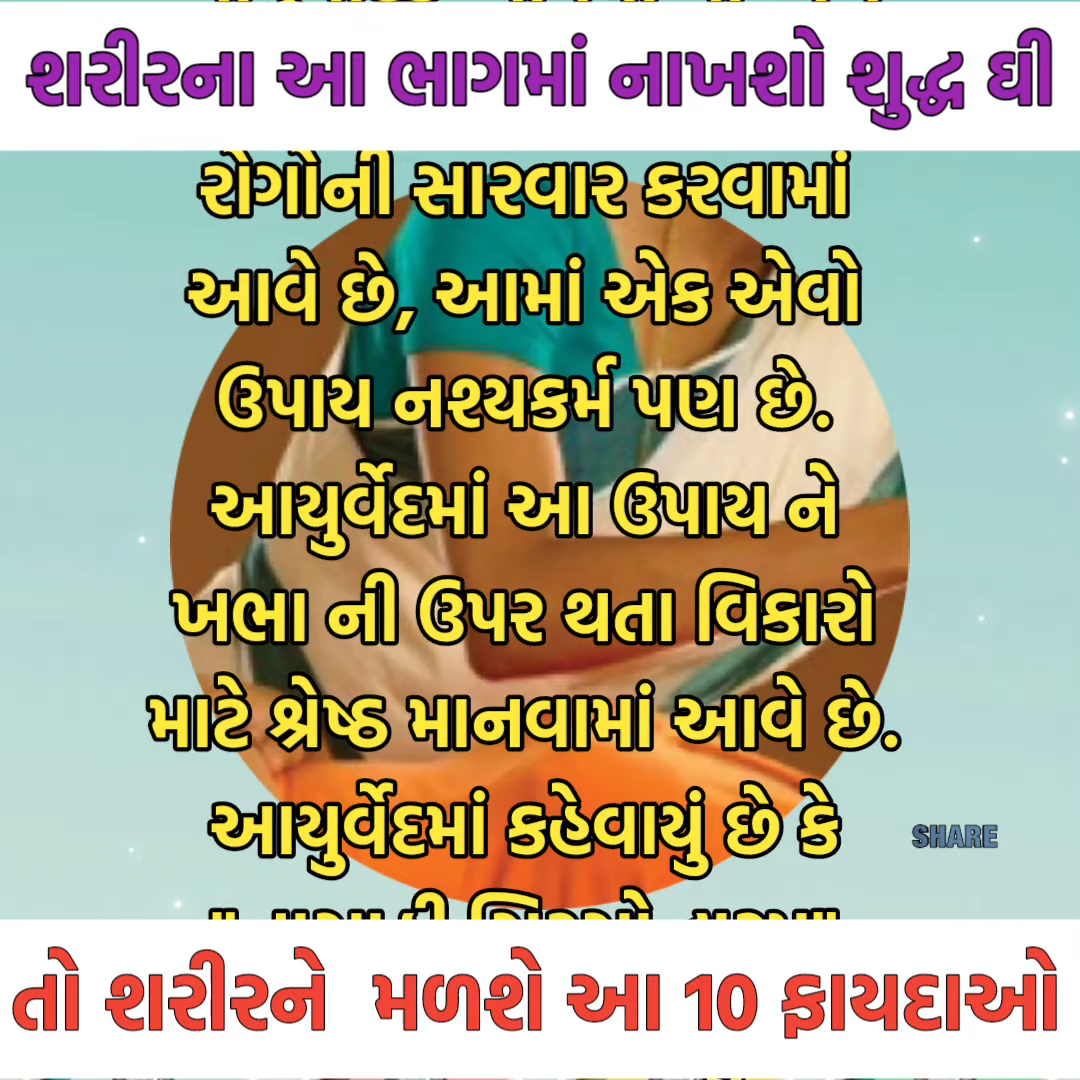 શરીરના આ ભાગમાં નાખશો શુદ્ધ ઘી
રોગોની સારવાર કરવામાં
આવે છે, આમાં એક એવો
ઉપાય નશ્યકર્મ પણ છે.
આયુર્વેદમાં આ ઉપાય ને
ખભા ની ઉપર થતા વિકારો
માટે શ્રેષ્ઠ માનવામાં આવે છે.
આયુર્વેદમાં કહેવાયું છે કે
SHARE
તો શરીરને મળશે આ 10 ફાયદાઓ